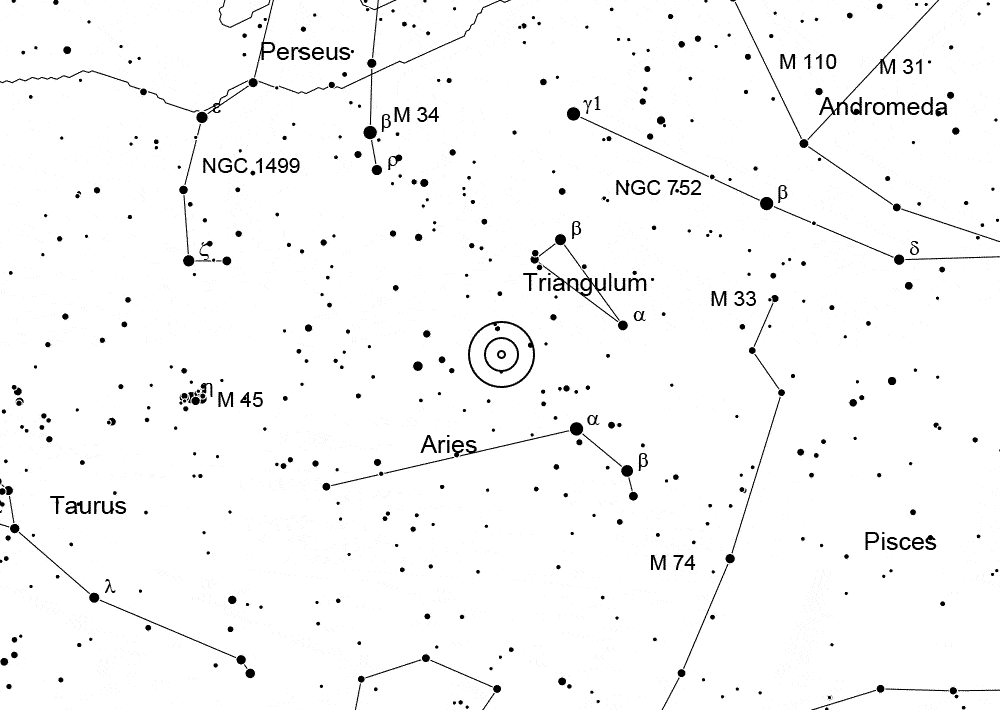 Perseus
M 110
M 31
ε
β M 34
γ1
Andromeda
NGC 1499
ρ
NGC 752
β
ζ
β
δ
Triangulum
M 33
α
η
M 45
α
Aries
β
Taurus
Pisces
M 74
λ